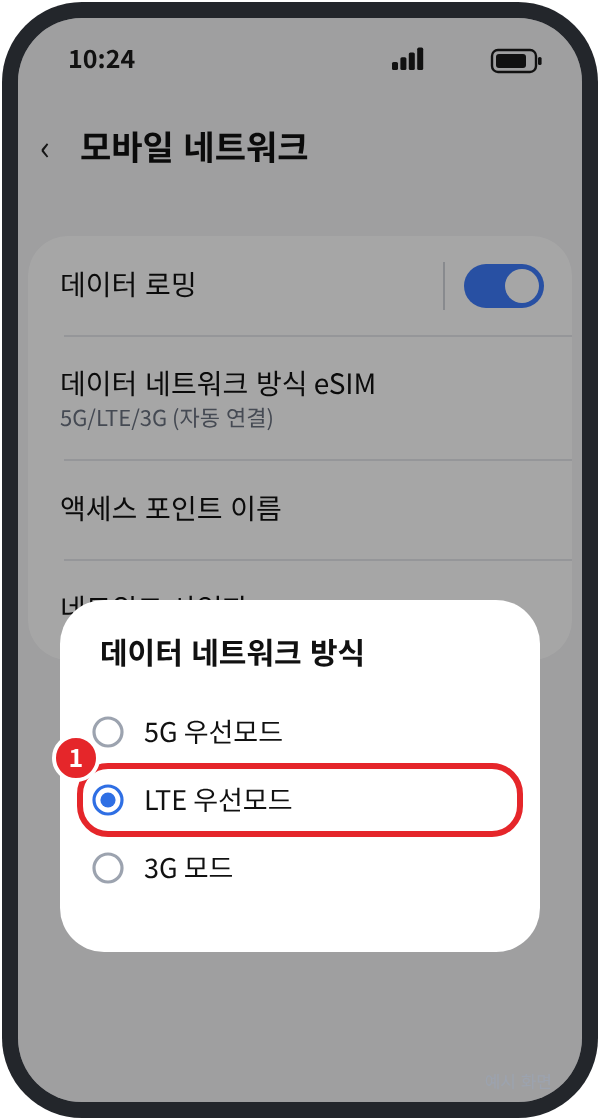 10:24
‹ 모바일 네트워크
데이터 로밍
데이터 네트워크 방식 eSIM
5G/LTE/3G (자동 연결)
액세스 포인트 이름
데이터 네트워크 방식
5G 우선모드
1
LTE 우선모드
3G 모드